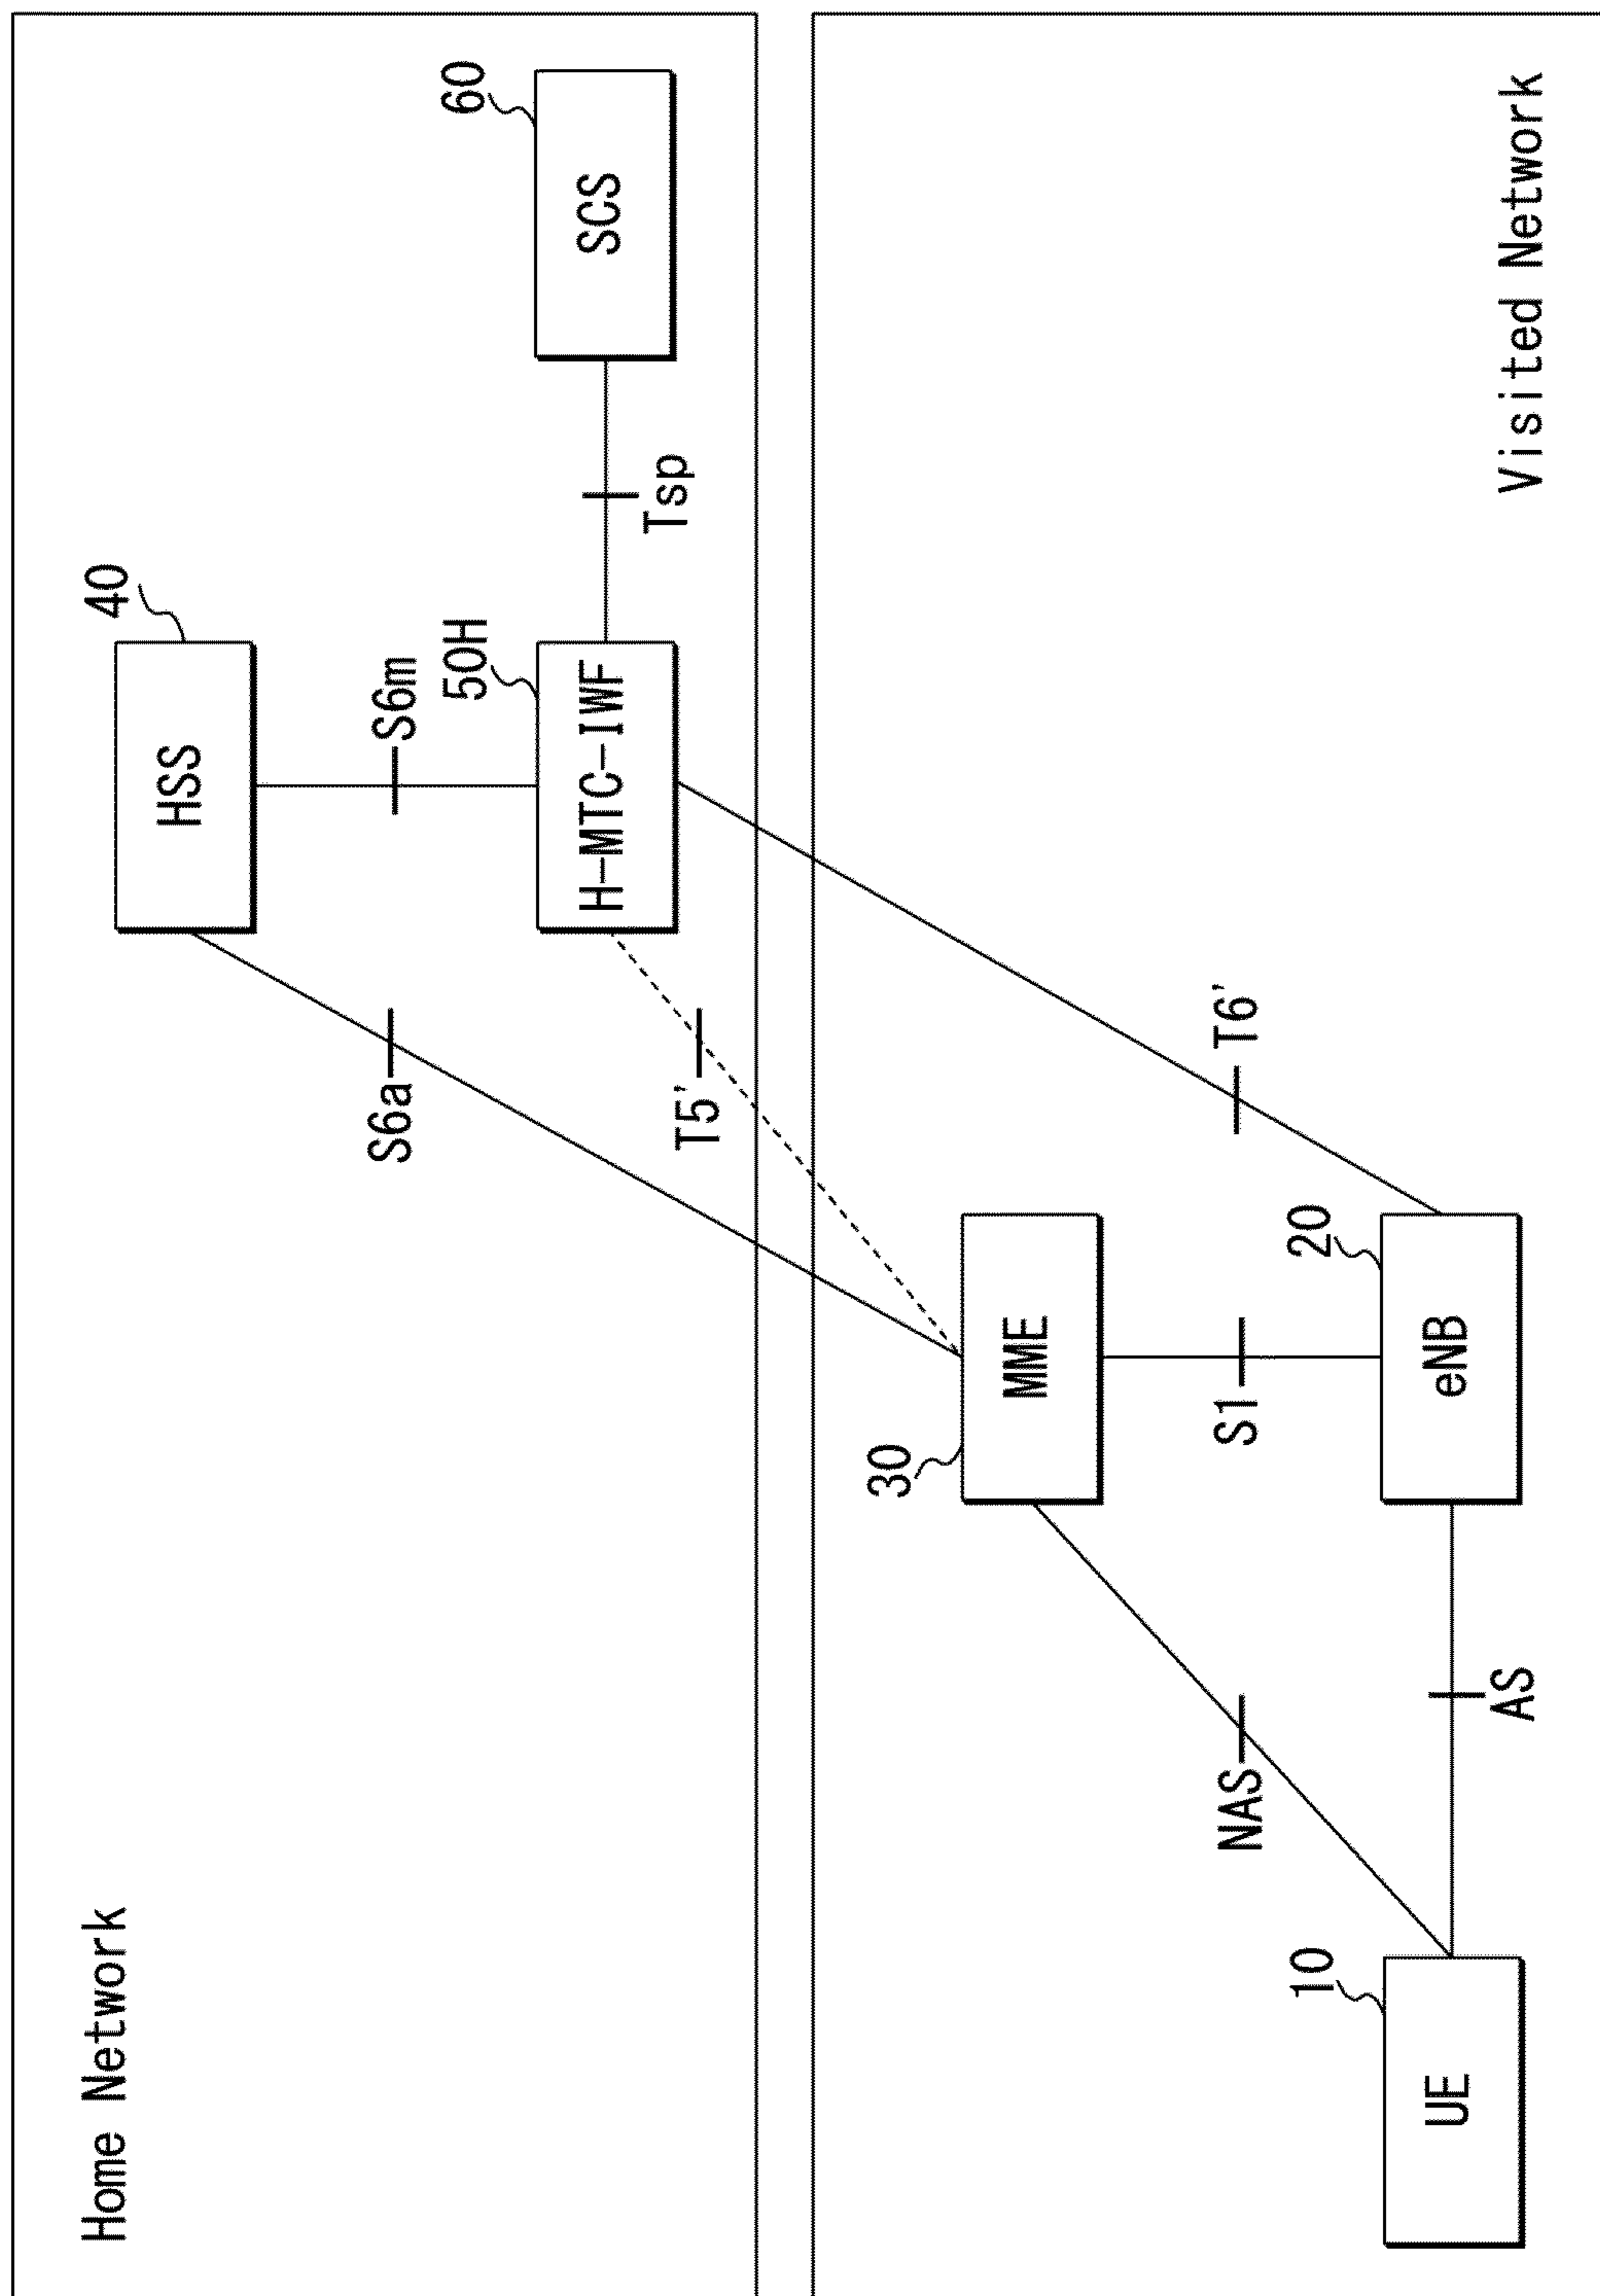 Home Network
40
HSS
S6a
S6m
50H
60
H-MTC-IWF
SCS
T5'
Tsp
30
MME
NAS
S1
T6'
10
20
UE
eNB
AS
Visited Network